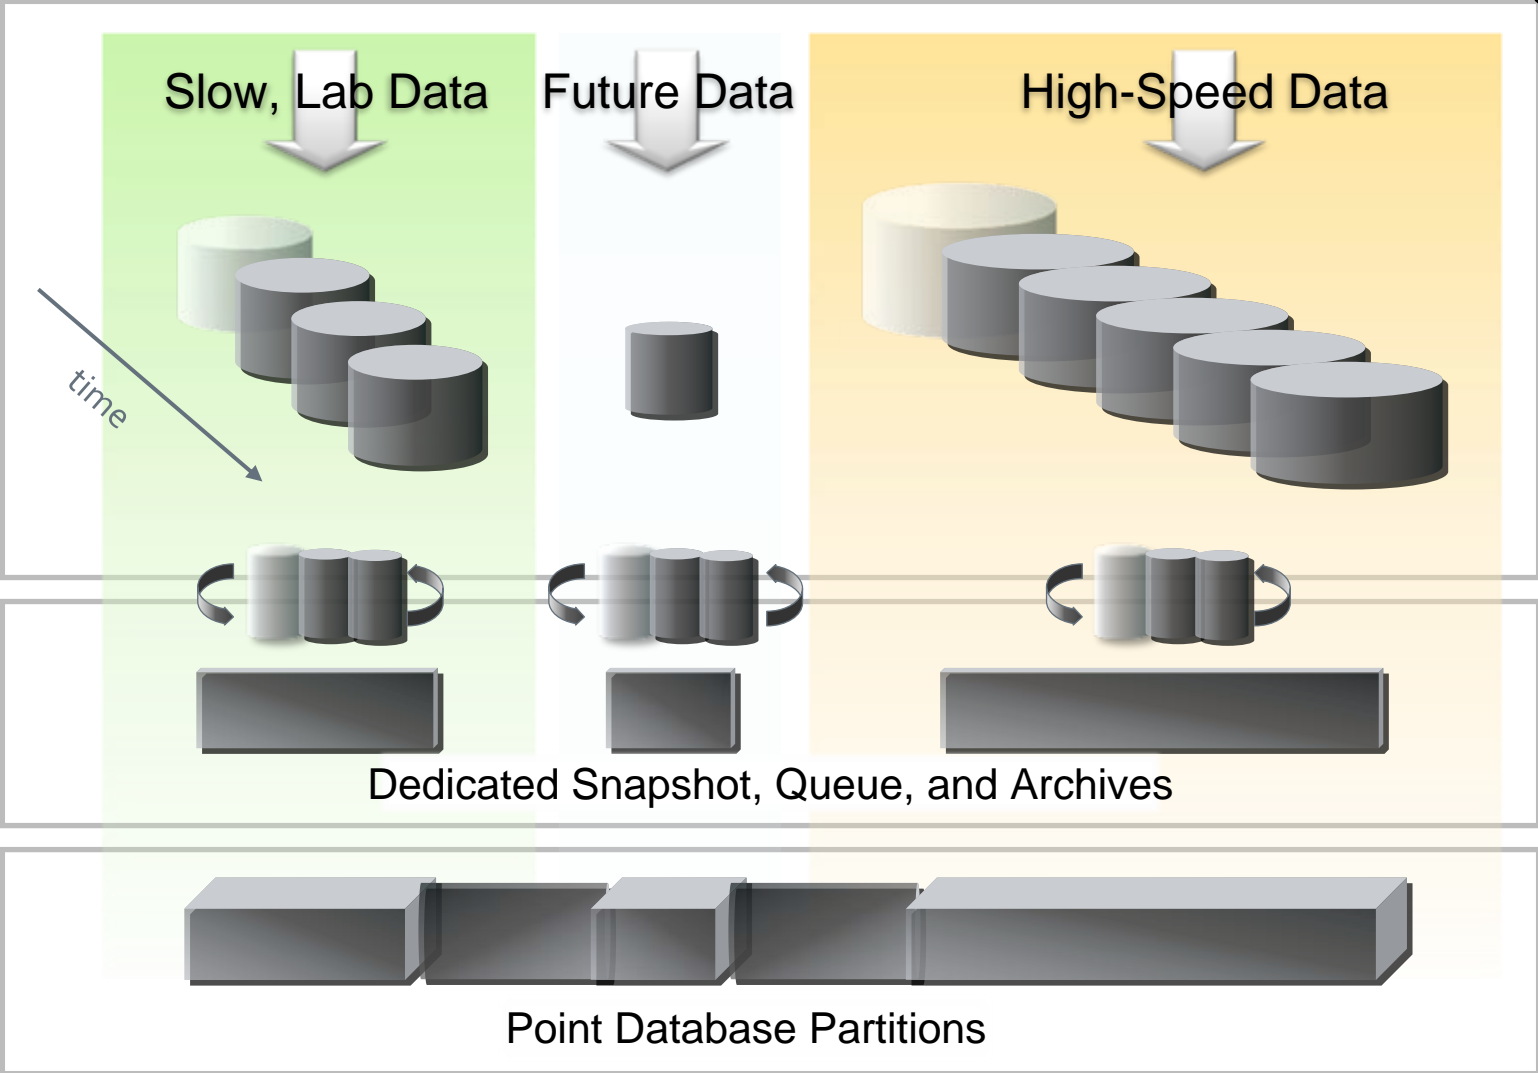 Slow, Lab Data
Future Data
High-Speed Data
time
Dedicated Snapshot, Queue, and Archives
Point Database Partitions